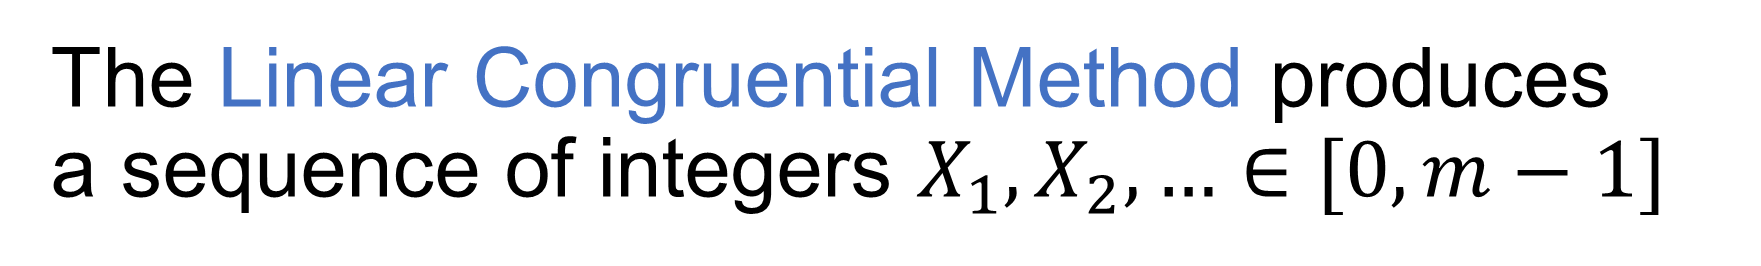 The Linear Congruential Method produces
a sequence of integers 𝑋₁, 𝑋₂, … ∈ [0, 𝑚 − 1]